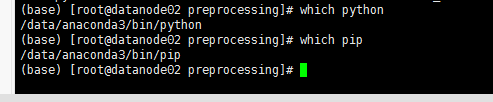 (base) [root@datanode02 preprocessing]# which python
/data/anaconda3/bin/python
(base) [root@datanode02 preprocessing]# which pip
/data/anaconda3/bin/pip
(base) [root@datanode02 preprocessing]#